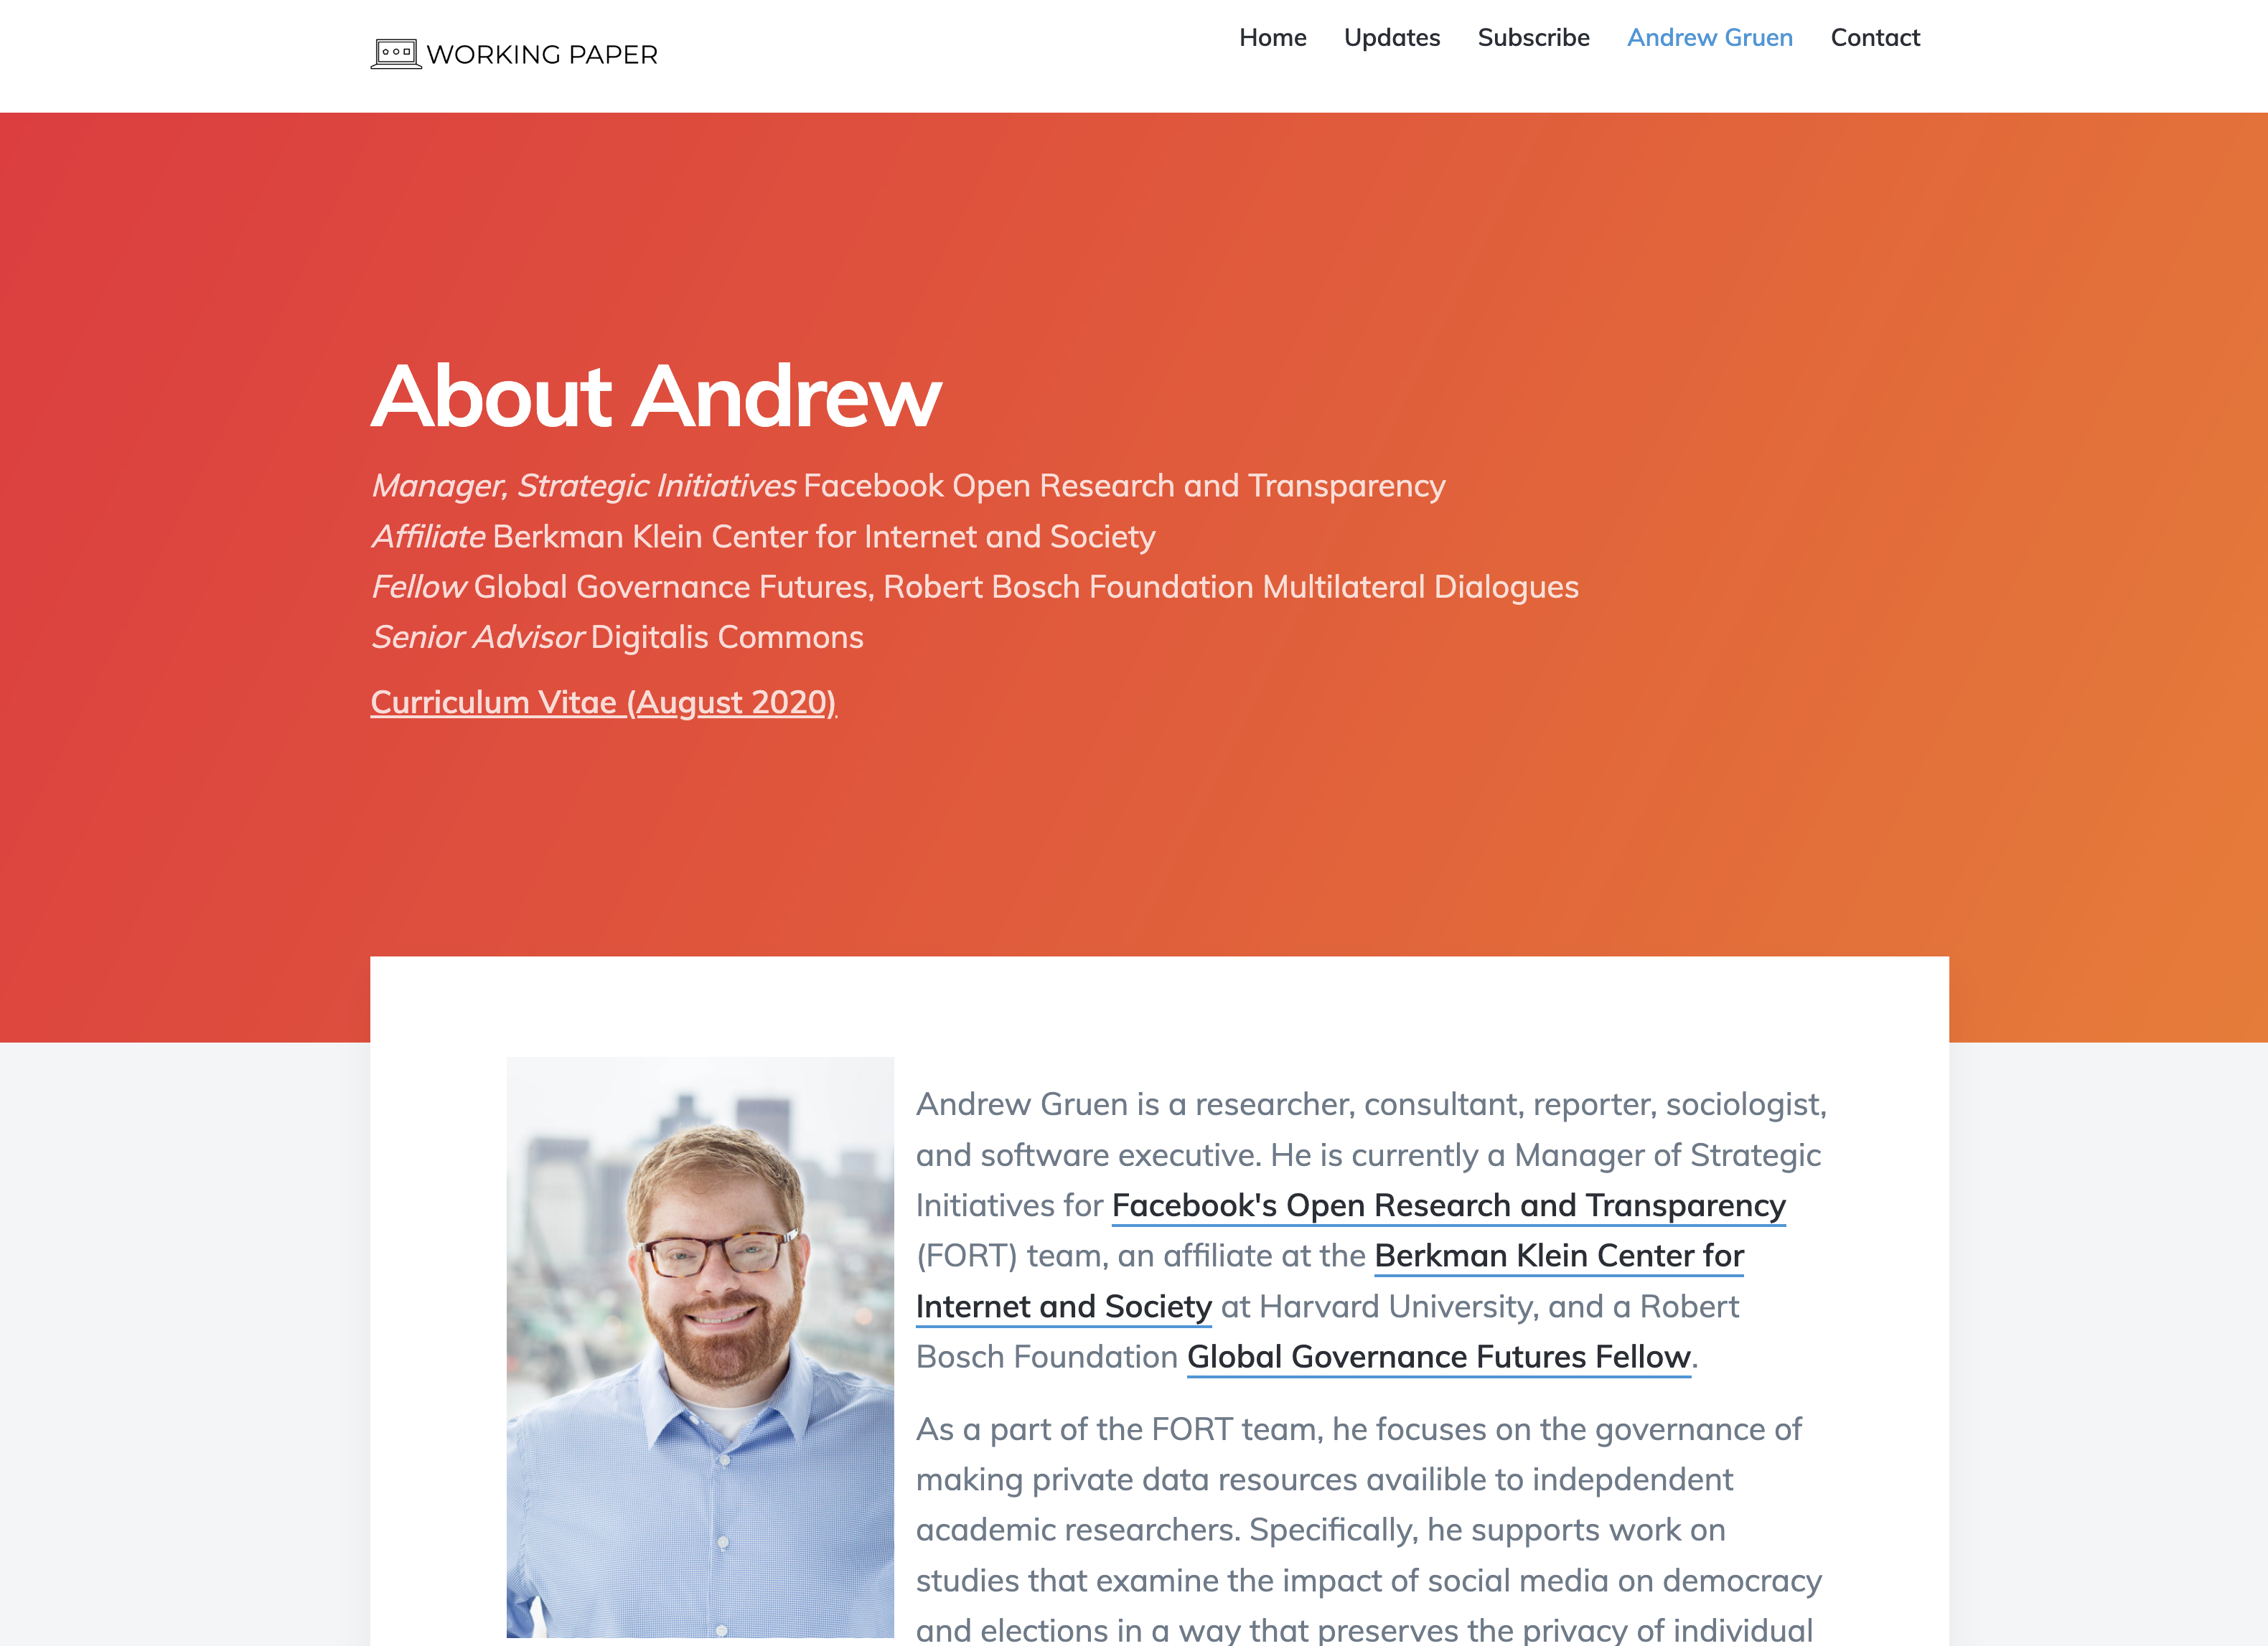 WORKING PAPER
Home Updates Subscribe Andrew Gruen Contact
About Andrew
Manager, Strategic Initiatives Facebook Open Research and Transparency
Affiliate Berkman Klein Center for Internet and Society
Fellow Global Governance Futures, Robert Bosch Foundation Multilateral Dialogues
Senior Advisor Digitalis Commons
Curriculum Vitae (August 2020)
Andrew Gruen is a researcher, consultant, reporter, sociologist,
and software executive. He is currently a Manager of Strategic
Initiatives for Facebook's Open Research and Transparency
(FORT) team, an affiliate at the Berkman Klein Center for
Internet and Society at Harvard University, and a Robert
Bosch Foundation Global Governance Futures Fellow.
As a part of the FORT team, he focuses on the governance of
making private data resources availible to indepdendent
academic researchers. Specifically, he supports work on
studies that examine the impact of social media on democracy
and elections in a way that preserves the privacy of individual